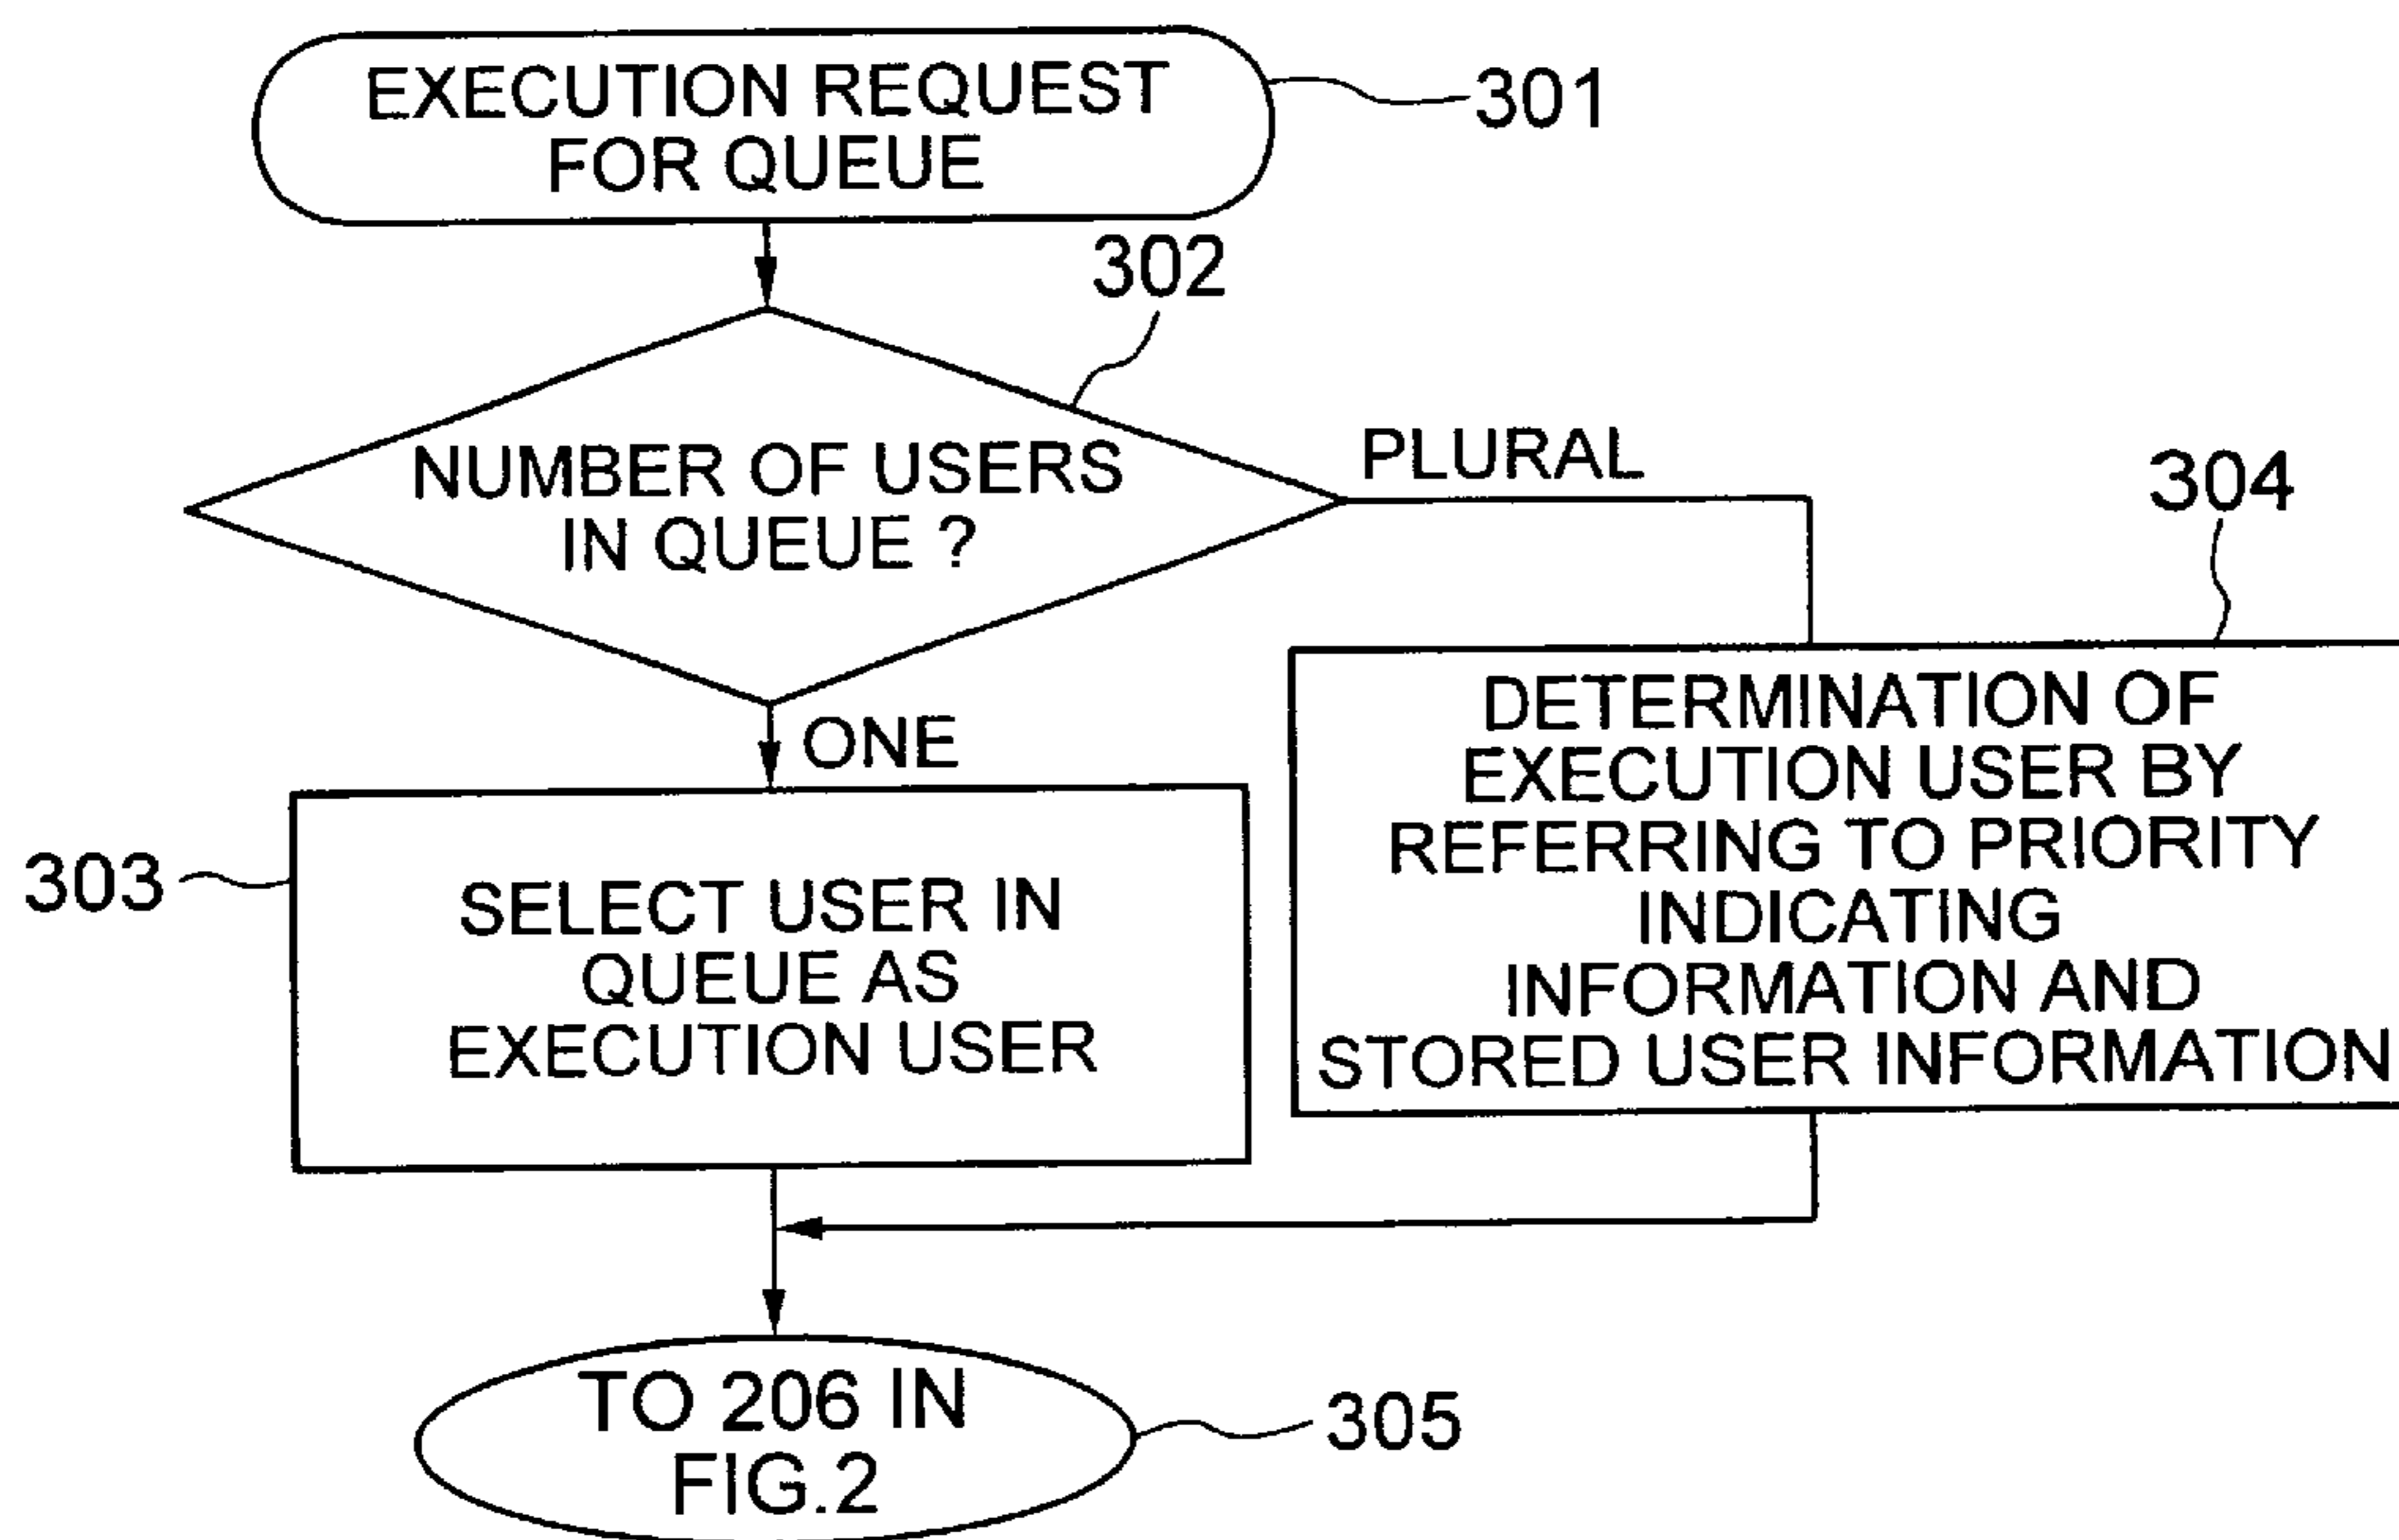 EXECUTION REQUEST
FOR QUEUE
301
302
NUMBER OF USERS
IN QUEUE ?
PLURAL
304
ONE
DETERMINATION OF
EXECUTION USER BY
REFERRING TO PRIORITY
INDICATING
INFORMATION AND
STORED USER INFORMATION
303
SELECT USER IN
QUEUE AS
EXECUTION USER
TO 206 IN
FIG.2
305